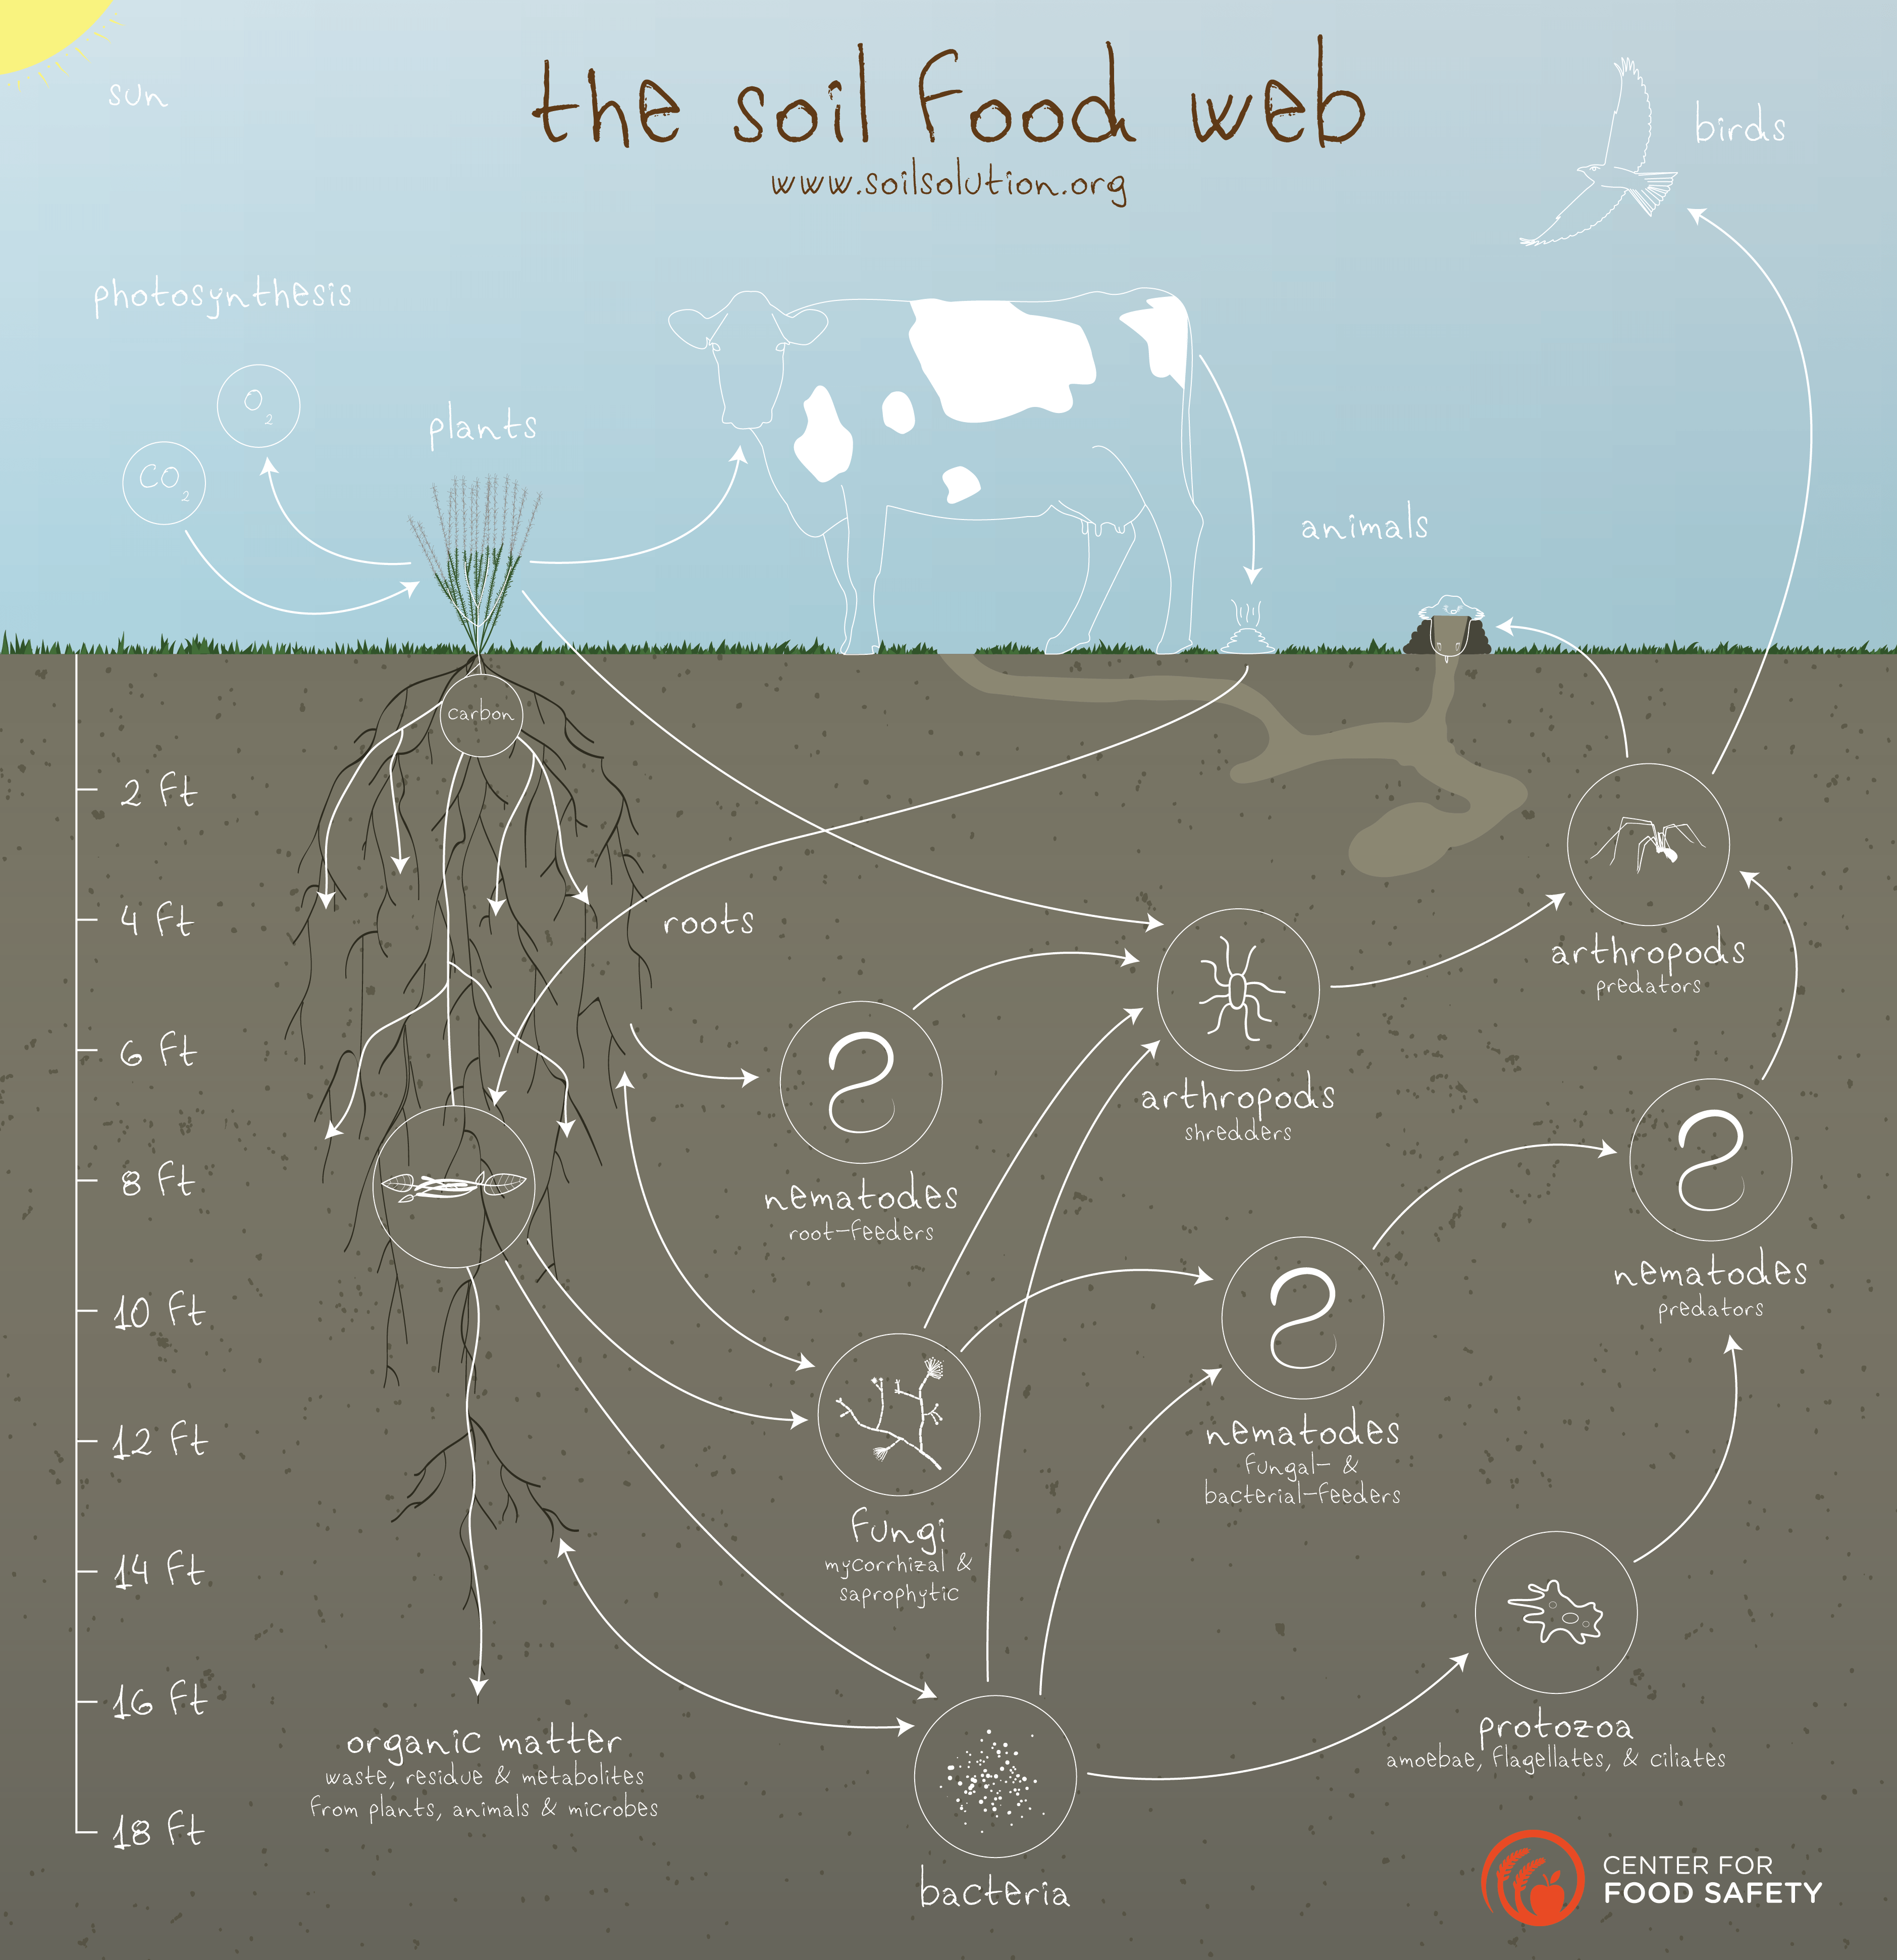 the soil food web
www.soilsolution.org
sun
birds
photosynthesis
O2
CO2
plants
animals
carbon
2 ft
4 ft
6 ft
8 ft
10 ft
12 ft
14 ft
16 ft
18 ft
roots
arthropods
predators
arthropods
shredders
nematodes
root-feeders
nematodes
predators
nematodes
fungal- &
bacterial-feeders
fungi
mycorrhizal &
saprophytic
protozoa
amoebae, flagellates, & ciliates
organic matter
waste, residue & metabolites
from plants, animals & microbes
bacteria
CENTER FOR
FOOD SAFETY